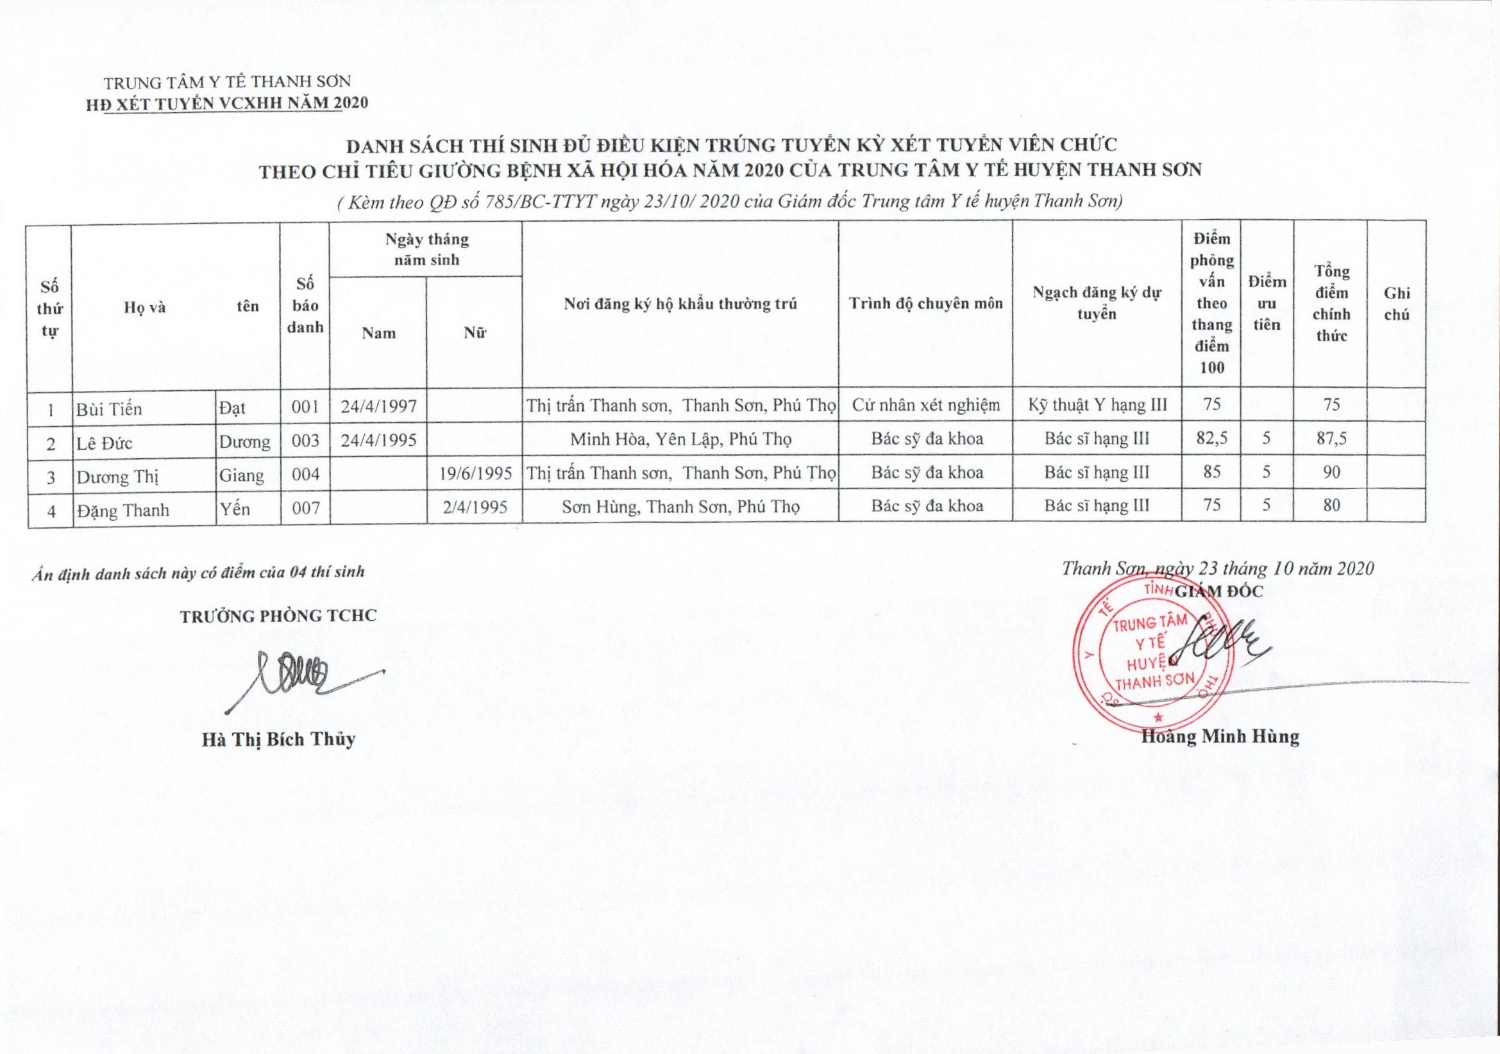 TRUNG TÂM Y TẾ THANH SƠN
HĐ XÉT TUYỂN VCXHH NĂM 2020
DANH SÁCH THÍ SINH ĐỦ ĐIỀU KIỆN TRÚNG TUYỂN KỲ XÉT TUYỂN VIÊN CHỨC
THEO CHỈ TIÊU GIƯỜNG BỆNH XÃ HỘI HÓA NĂM 2020 CỦA TRUNG TÂM Y TẾ HUYỆN THANH SƠN
( Kèm theo QĐ số 785/BC-TTYT ngày 23/10/ 2020 của Giám đốc Trung tâm Y tế huyện Thanh Sơn)
Số thứ tự Họ và tên Số báo danh Ngày tháng năm sinh Nam Nữ Nơi đăng ký hộ khẩu thường trú Trình độ chuyên môn Ngạch đăng ký dự tuyển Điểm phỏng vấn theo thang điểm 100 Điểm ưu tiên Tổng điểm chính thức Ghi chú
1 Bùi Tiến Đạt 001 24/4/1997 Thị trấn Thanh sơn, Thanh Sơn, Phú Thọ Cử nhân xét nghiệm Kỹ thuật Y hạng III 75 75
2 Lê Đức Dương 003 24/4/1995 Minh Hòa, Yên Lập, Phú Thọ Bác sỹ đa khoa Bác sĩ hạng III 82,5 5 87,5
3 Dương Thị Giang 004 19/6/1995 Thị trấn Thanh sơn, Thanh Sơn, Phú Thọ Bác sỹ đa khoa Bác sĩ hạng III 85 5 90
4 Đặng Thanh Yến 007 2/4/1995 Sơn Hùng, Thanh Sơn, Phú Thọ Bác sỹ đa khoa Bác sĩ hạng III 75 5 80
Ấn định danh sách này có điểm của 04 thí sinh
Thanh Sơn, ngày 23 tháng 10 năm 2020
TRƯỞNG PHÒNG TCHC
GIÁM ĐỐC
SỞ Y TẾ TỈNH PHÚ THỌ
TRUNG TÂM
Y TẾ
HUYỆN
THANH SƠN
Hà Thị Bích Thủy
Hoàng Minh Hùng